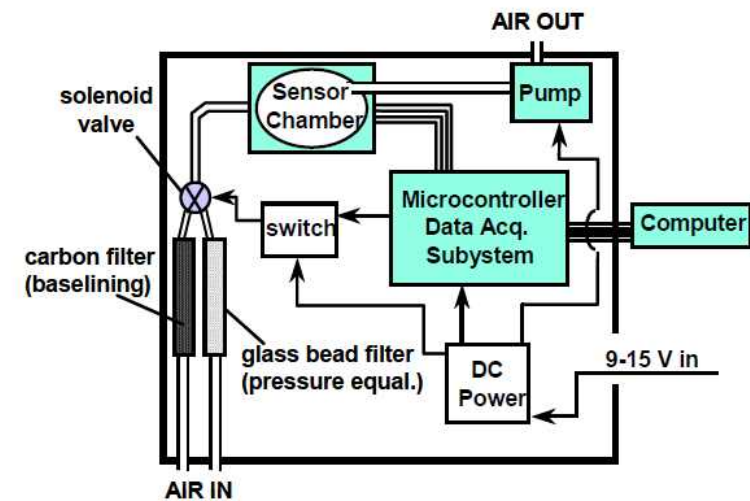 AIR OUT
solenoid
valve
Sensor
Chamber
Pump
Microcontroller
Data Acq.
Subystem
switch
Computer
carbon filter
(baselining)
glass bead filter
(pressure equal.)
DC
Power
9-15 V in
AIR IN